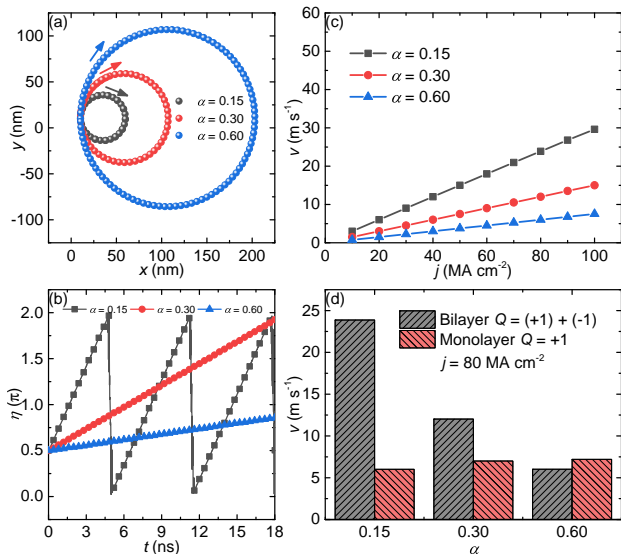 (a)
100
50
0
-50
-100
y (nm)
α = 0.15
α = 0.30
α = 0.60
0 50 100 150 200
x (nm)
(c)
60
50
40
30
20
10
0
v (m s⁻¹)
α = 0.15
α = 0.30
α = 0.60
0 20 40 60 80 100
j (MA cm⁻²)
(b)
α = 0.15 α = 0.30 α = 0.60
2.0
1.5
1.0
0.5
0.0
η (π)
0 3 6 9 12 15 18
t (ns)
(d)
25
20
15
10
5
0
v (m s⁻¹)
Bilayer Q = (+1) + (-1)
Monolayer Q = +1
j = 80 MA cm⁻²
0.15 0.30 0.60
α